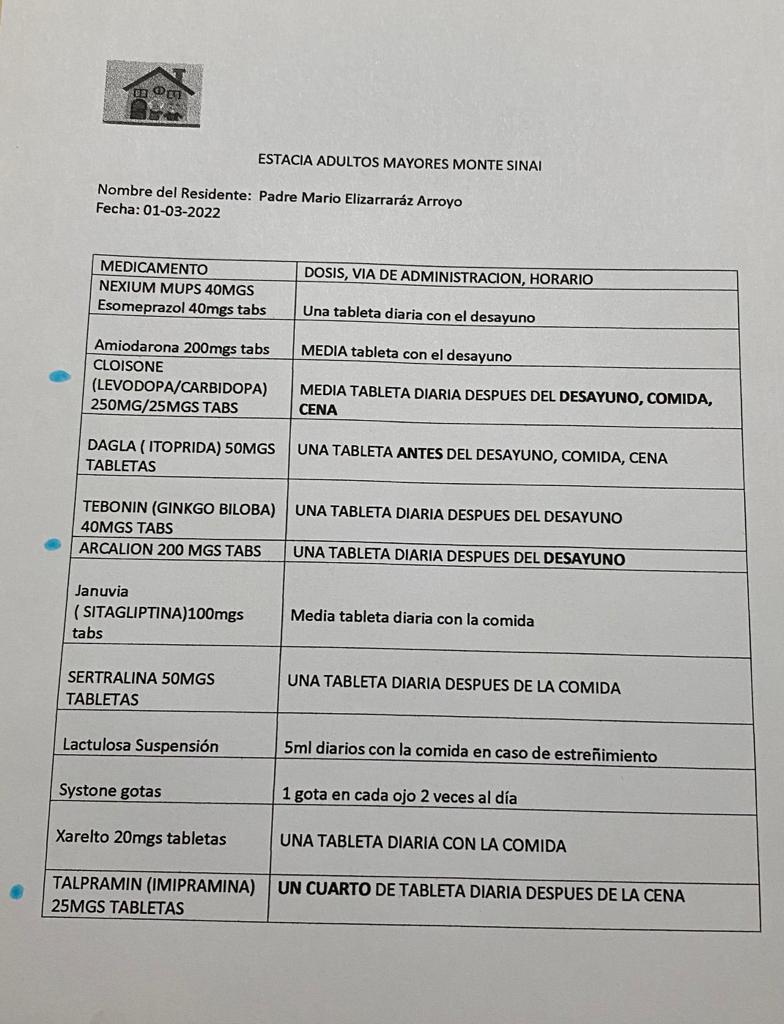 ESTACIA ADULTOS MAYORES MONTE SINAI
Nombre del Residente: Padre Mario Elizarraráz Arroyo
Fecha: 01-03-2022
MEDICAMENTO
DOSIS, VIA DE ADMINISTRACION, HORARIO
NEXIUM MUPS 40MGS
Esomeprazol 40mgs tabs
Una tableta diaria con el desayuno
Amiodarona 200mgs tabs
MEDIA tableta con el desayuno
CLOISONE
(LEVODOPA/CARBIDOPA)
250MG/25MGS TABS
MEDIA TABLETA DIARIA DESPUES DEL DESAYUNO, COMIDA,
CENA
DAGLA ( ITOPRIDA) 50MGS
TABLETAS
UNA TABLETA ANTES DEL DESAYUNO, COMIDA, CENA
TEBONIN (GINKGO BILOBA)
40MGS TABS
UNA TABLETA DIARIA DESPUES DEL DESAYUNO
ARCALION 200 MGS TABS
UNA TABLETA DIARIA DESPUES DEL DESAYUNO
Januvia
( SITAGLIPTINA)100mgs
tabs
Media tableta diaria con la comida
SERTRALINA 50MGS
TABLETAS
UNA TABLETA DIARIA DESPUES DE LA COMIDA
Lactulosa Suspensión
5ml diarios con la comida en caso de estreñimiento
Systone gotas
1 gota en cada ojo 2 veces al día
Xarelto 20mgs tabletas
UNA TABLETA DIARIA CON LA COMIDA
TALPRAMIN (IMIPRAMINA)
25MGS TABLETAS
UN CUARTO DE TABLETA DIARIA DESPUES DE LA CENA